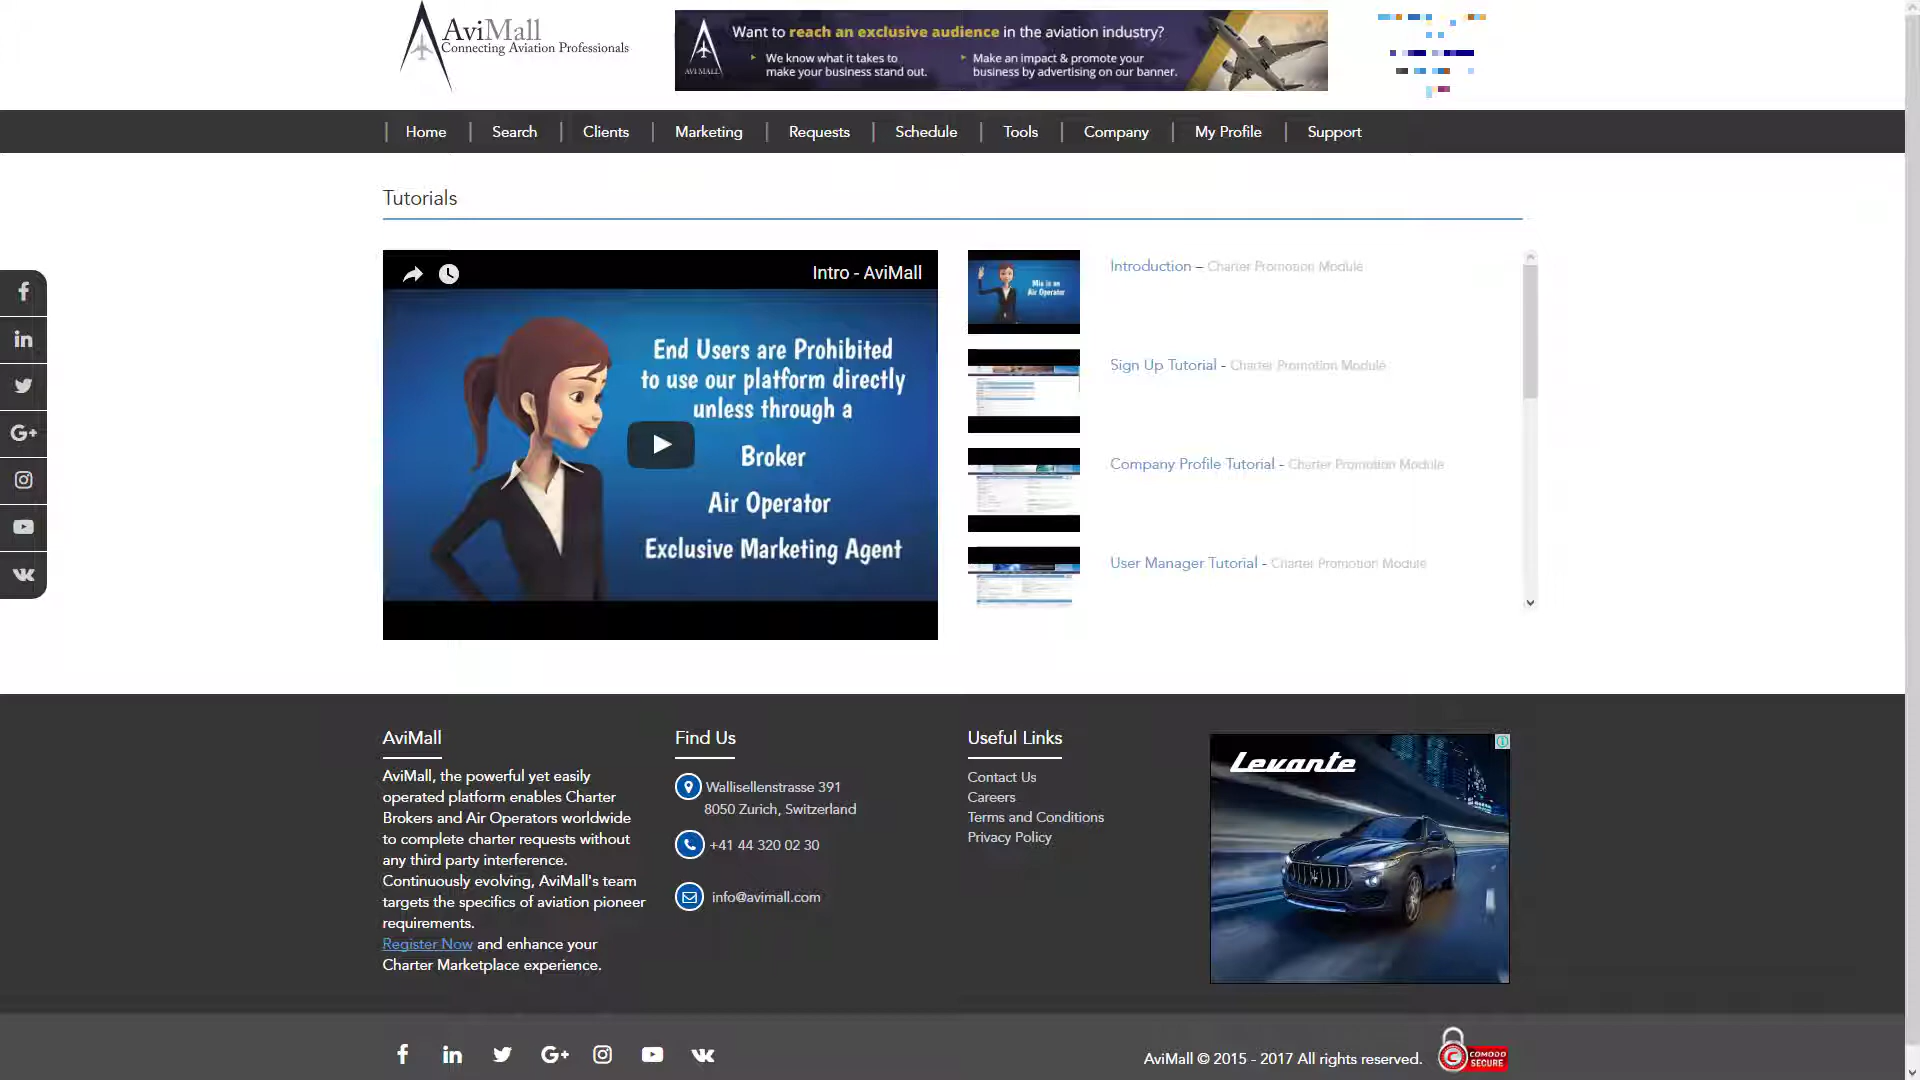 AviMall
Connecting Aviation Professionals
AVI MALL
Want to reach an exclusive audience in the aviation industry?
We know what it takes to
make your business stand out.
Make an impact & promote your
business by advertising on our banner.
Home
Search
Clients
Marketing
Requests
Schedule
Tools
Company
My Profile
Support
Tutorials
Intro - AviMall
End Users are Prohibited
to use our platform directly
unless through a
Broker
Air Operator
Exclusive Marketing Agent
Mia is an
Air Operator
Introduction – Charter Promotion Module
Sign Up Tutorial - Charter Promotion Module
Company Profile Tutorial - Charter Promotion Module
User Manager Tutorial - Charter Promotion Module
AviMall
AviMall, the powerful yet easily
operated platform enables Charter
Brokers and Air Operators worldwide
to complete charter requests without
any third party interference.
Continuously evolving, AviMall's team
targets the specifics of aviation pioneer
requirements.
Register Now and enhance your
Charter Marketplace experience.
Find Us
Wallisellenstrasse 391
8050 Zurich, Switzerland
+41 44 320 02 30
info@avimall.com
Useful Links
Contact Us
Careers
Terms and Conditions
Privacy Policy
Levante
AviMall © 2015 - 2017 All rights reserved.
COMODO
SECURE